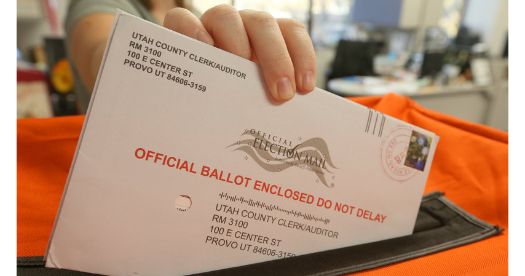 UTAH COUNTY CLERK/AUDITOR
RM 3100
100 E CENTER ST
PROVO UT 84606-3159
OFFICIAL
ELECTION MAIL
OFFICIAL BALLOT ENCLOSED DO NOT DELAY
UTAH COUNTY CLERK/AUDITOR
RM 3100
100 E CENTER ST
PROVO UT 84606-3159